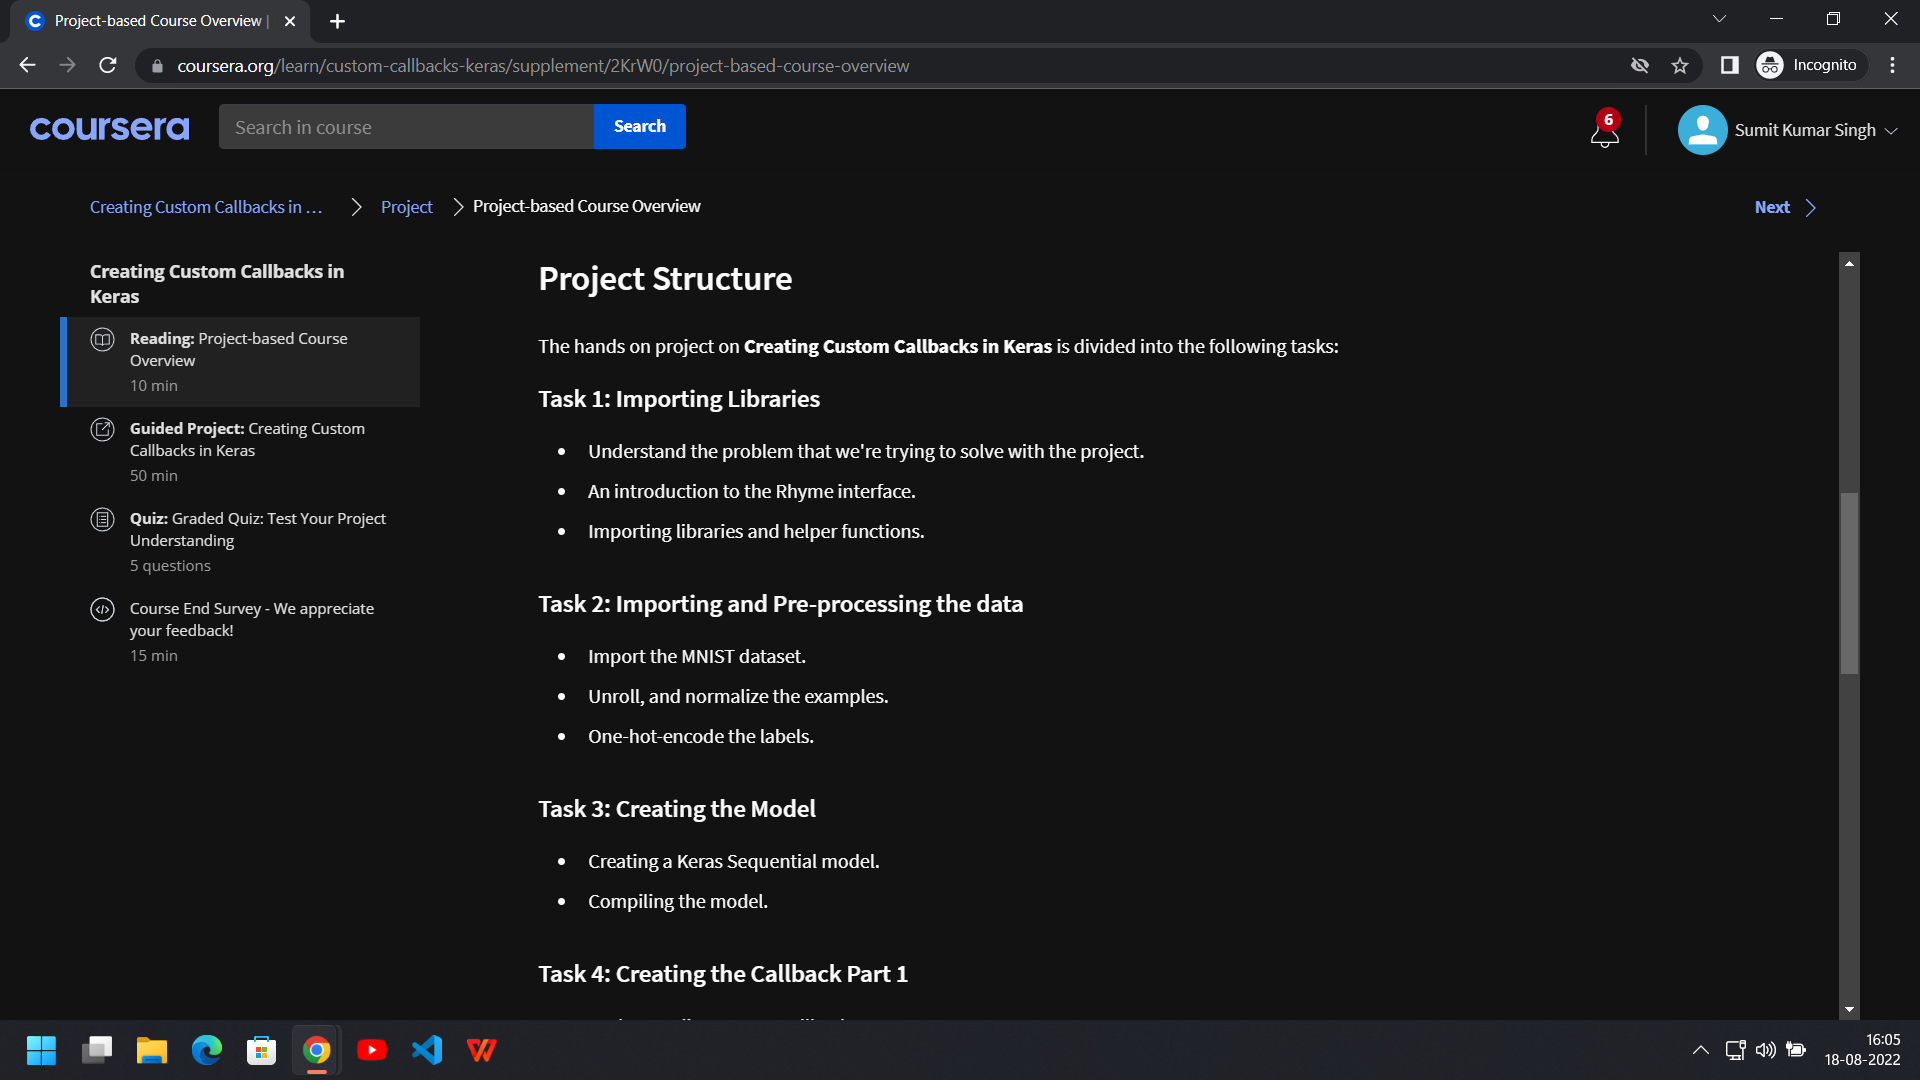 Project-based Course Overview |
coursera.org/learn/custom-callbacks-keras/supplement/2KrW0/project-based-course-overview
Incognito
coursera
Search in course
Search
6
Sumit Kumar Singh
Creating Custom Callbacks in ...
Project
Project-based Course Overview
Next
Creating Custom Callbacks in
Keras
Reading: Project-based Course
Overview
10 min
Guided Project: Creating Custom
Callbacks in Keras
50 min
Quiz: Graded Quiz: Test Your Project
Understanding
5 questions
Course End Survey - We appreciate
your feedback!
15 min
Project Structure
The hands on project on Creating Custom Callbacks in Keras is divided into the following tasks:
Task 1: Importing Libraries
• Understand the problem that we're trying to solve with the project.
• An introduction to the Rhyme interface.
• Importing libraries and helper functions.
Task 2: Importing and Pre-processing the data
• Import the MNIST dataset.
• Unroll, and normalize the examples.
• One-hot-encode the labels.
Task 3: Creating the Model
• Creating a Keras Sequential model.
• Compiling the model.
Task 4: Creating the Callback Part 1
16:05
18-08-2022